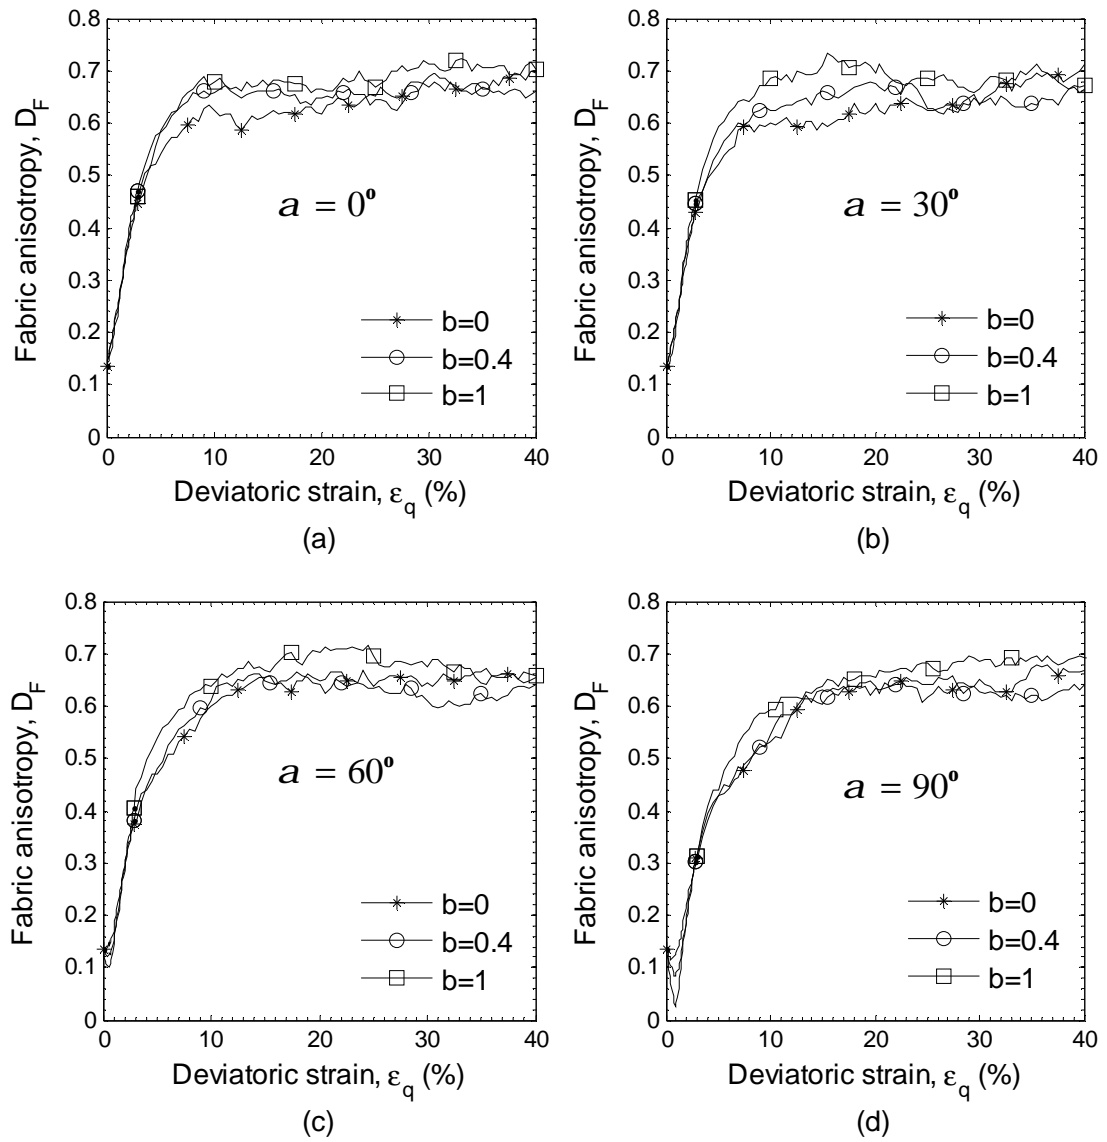 0.8
0.7
0.6
0.5
0.4
0.3
0.2
0.1
0
Fabric anisotropy, D_F
a = 0°
b=0
b=0.4
b=1
0 10 20 30 40
Deviatoric strain, ε_q (%)
(a)
0.8
0.7
0.6
0.5
0.4
0.3
0.2
0.1
0
Fabric anisotropy, D_F
a = 30°
b=0
b=0.4
b=1
0 10 20 30 40
Deviatoric strain, ε_q (%)
(b)
0.8
0.7
0.6
0.5
0.4
0.3
0.2
0.1
0
Fabric anisotropy, D_F
a = 60°
b=0
b=0.4
b=1
0 10 20 30 40
Deviatoric strain, ε_q (%)
(c)
0.8
0.7
0.6
0.5
0.4
0.3
0.2
0.1
0
Fabric anisotropy, D_F
a = 90°
b=0
b=0.4
b=1
0 10 20 30 40
Deviatoric strain, ε_q (%)
(d)